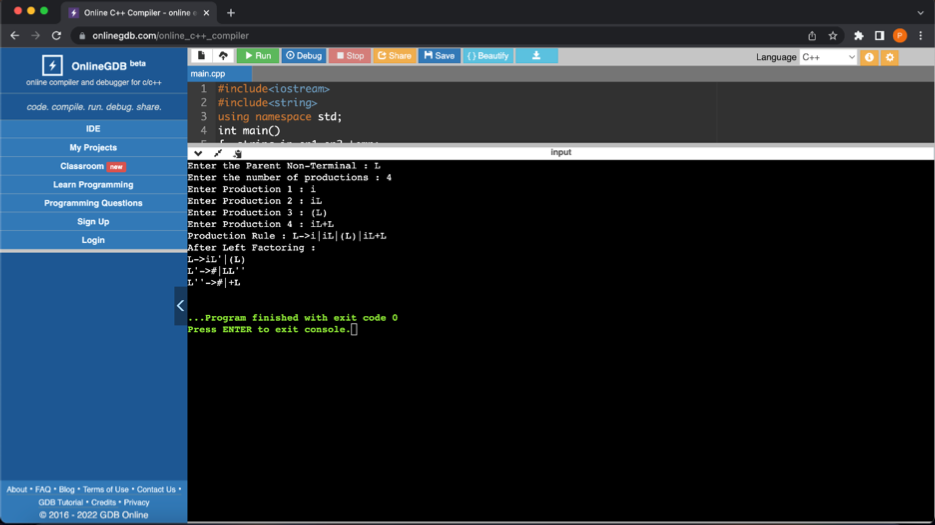 Online C++ Compiler - online e
onlinegdb.com/online_c++_compiler
P
OnlineGDB beta
online compiler and debugger for c/c++
code. compile. run. debug. share.
IDE
My Projects
Classroom new
Learn Programming
Programming Questions
Sign Up
Login
About • FAQ • Blog • Terms of Use • Contact Us •
GDB Tutorial • Credits • Privacy
© 2016 - 2022 GDB Online
Run Debug Stop Share Save { } Beautify
Language C++
main.cpp
1 #include<iostream>
2 #include<string>
3 using namespace std;
4 int main()
input
Enter the Parent Non-Terminal : L
Enter the number of productions : 4
Enter Production 1 : i
Enter Production 2 : iL
Enter Production 3 : (L)
Enter Production 4 : iL+L
Production Rule : L->i|iL|(L)|iL+L
After Left Factoring :
L->iL'|(L)
L'->#|LL''
L''->#|+L
...Program finished with exit code 0
Press ENTER to exit console.